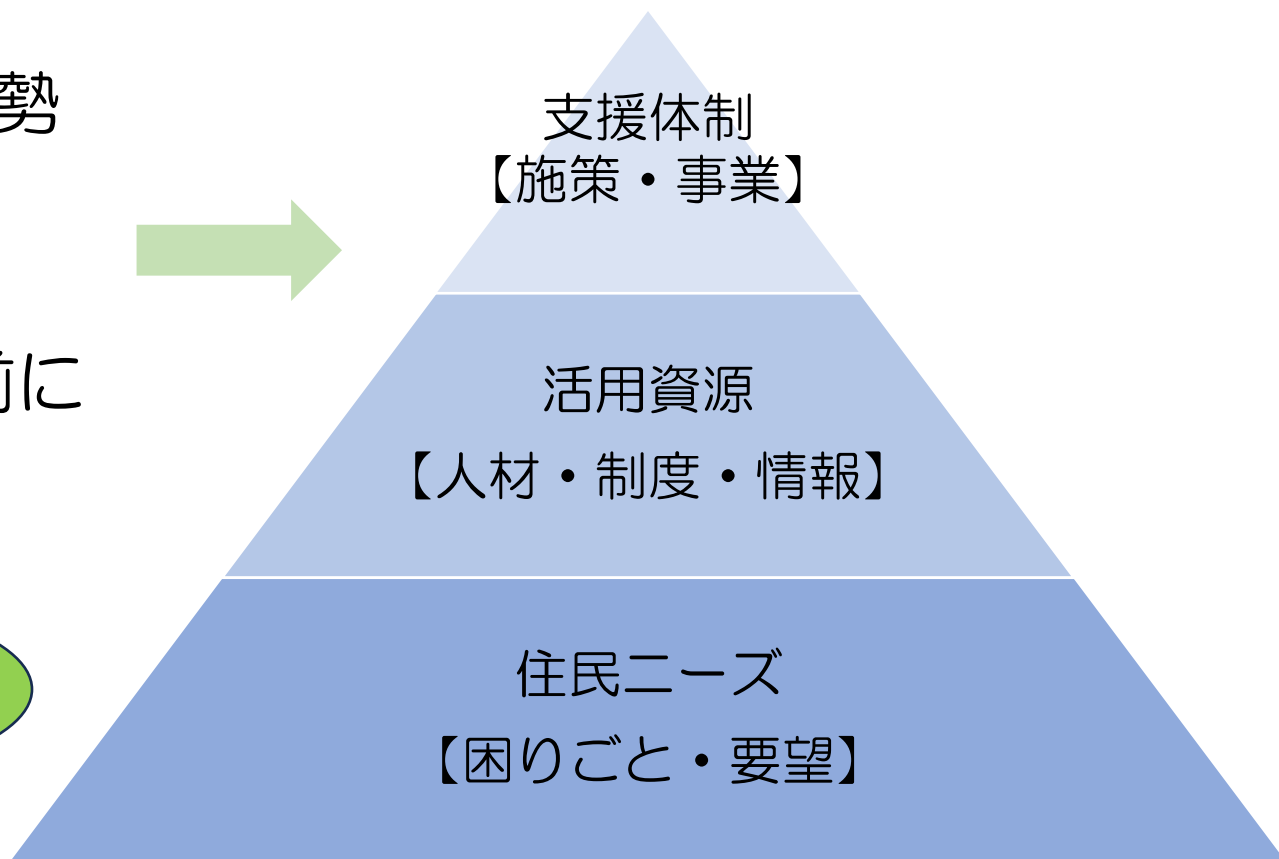 勢
支援体制
【施策・事業】
前に
活用資源
【人材・制度・情報】
住民ニーズ
【困りごと・要望】